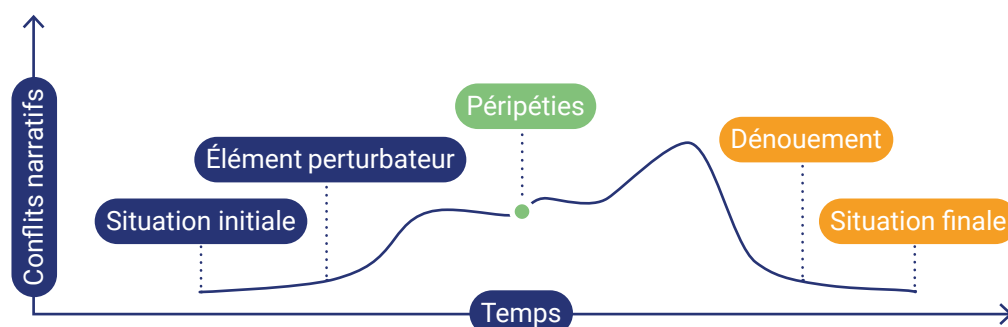 Conflits narratifs
Situation initiale
Élément perturbateur
Péripéties
Dénouement
Situation finale
Temps